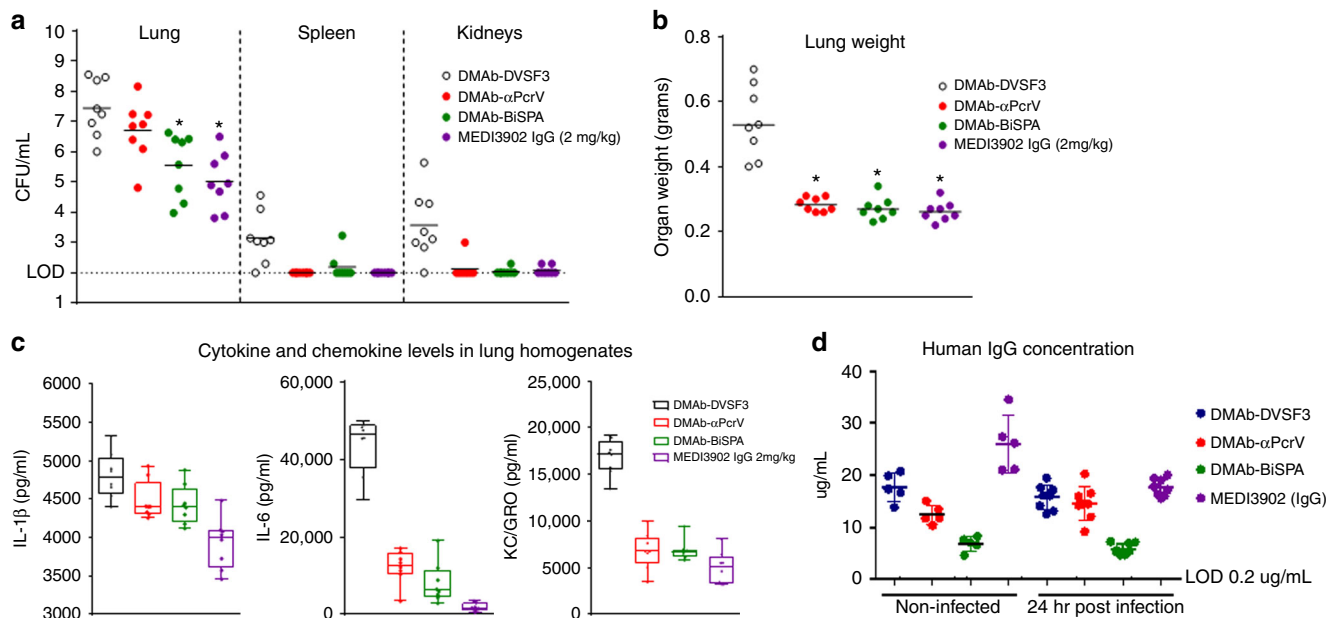 a
Lung
Spleen
Kidneys
CFU/mL
10
9
8
7
6
5
4
3
LOD
1
DMAb-DVSF3
DMAb-αPcrV
DMAb-BiSPA
MEDI3902 IgG (2 mg/kg)
*
*
b
Lung weight
Organ weight (grams)
0.8
0.6
0.4
0.2
0.0
DMAb-DVSF3
DMAb-αPcrV
DMAb-BiSPA
MEDI3902 IgG (2mg/kg)
*
*
*
c
Cytokine and chemokine levels in lung homogenates
IL-1β (pg/ml)
6000
5500
5000
4500
4000
3500
3000
IL-6 (pg/ml)
60,000
40,000
20,000
0
KC/GRO (pg/ml)
25,000
20,000
15,000
10,000
5000
0
DMAb-DVSF3
DMAb-αPcrV
DMAb-BiSPA
MEDI3902 IgG 2mg/kg
d
Human IgG concentration
ug/mL
40
30
20
10
0
DMAb-DVSF3
DMAb-αPcrV
DMAb-BiSPA
MEDI3902 (IgG)
LOD 0.2 ug/mL
Non-infected
24 hr post infection